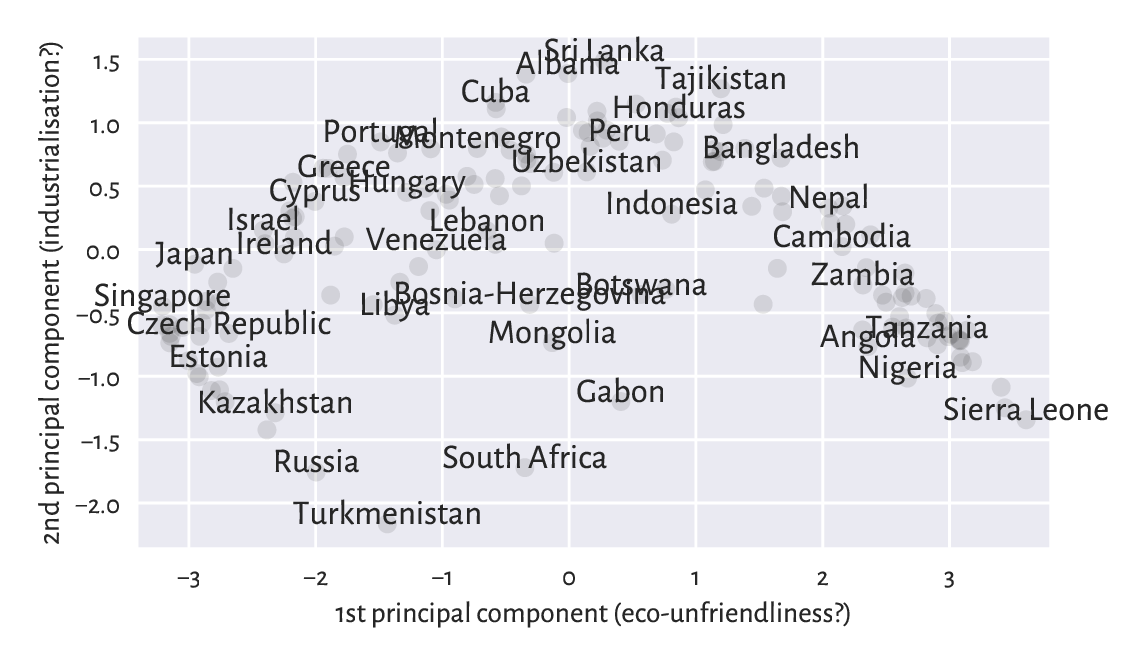 2nd principal component (industrialisation?)
1.5
1.0
0.5
0.0
−0.5
−1.0
−1.5
−2.0
Sri Lanka
Albania
Tajikistan
Cuba
Honduras
Portugal
Montenegro
Peru
Bangladesh
Uzbekistan
Greece
Hungary
Cyprus
Nepal
Indonesia
Israel
Lebanon
Ireland
Venezuela
Cambodia
Japan
Zambia
Botswana
Singapore
Bosnia-Herzegovina
Libya
Czech Republic
Tanzania
Mongolia
Angola
Estonia
Nigeria
Gabon
Kazakhstan
Sierra Leone
Russia
South Africa
Turkmenistan
−3
−2
−1
0
1
2
3
1st principal component (eco-unfriendliness?)